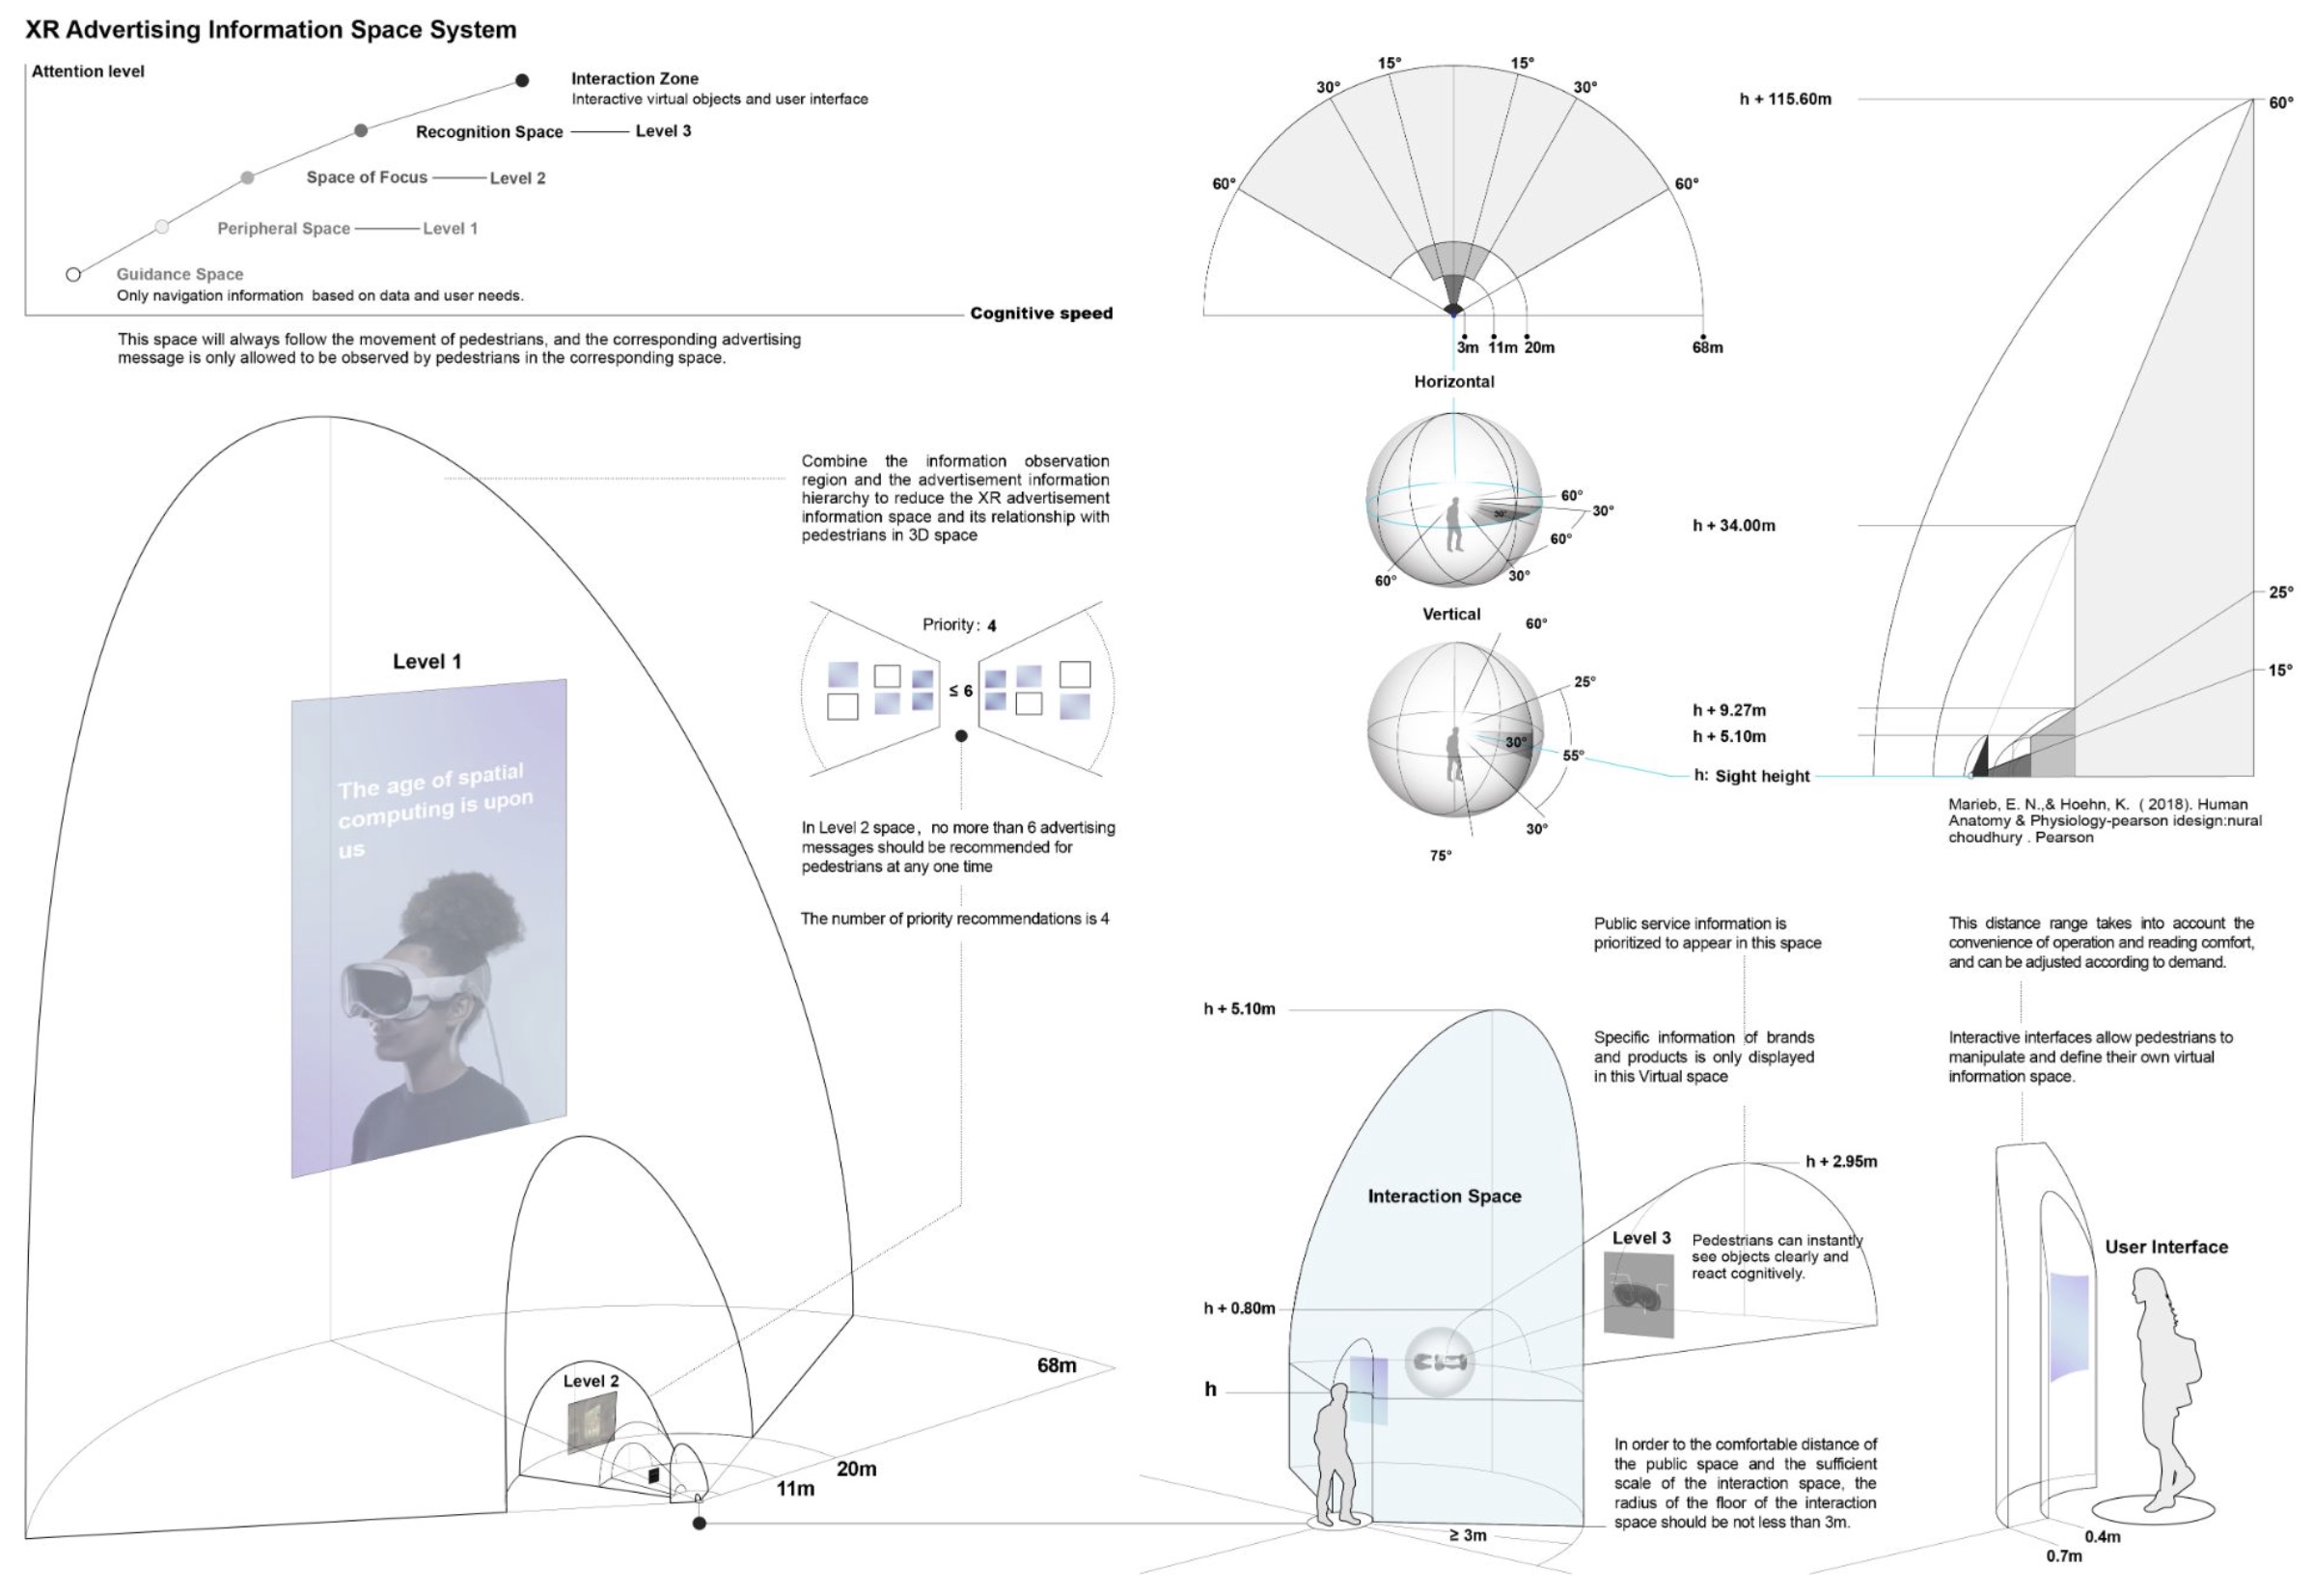 XR Advertising Information Space System
Attention level
Interaction Zone
Interactive virtual objects and user interface
Recognition Space
Level 3
Space of Focus
Level 2
Peripheral Space
Level 1
Guidance Space
Only navigation information based on data and user needs.
Cognitive speed
This space will always follow the movement of pedestrians, and the corresponding advertising
message is only allowed to be observed by pedestrians in the corresponding space.
Combine the information observation
region and the advertisement information
hierarchy to reduce the XR advertisement
information space and its relationship with
pedestrians in 3D space
Priority: 4
≤ 6
In Level 2 space, no more than 6 advertising
messages should be recommended for
pedestrians at any one time
The number of priority recommendations is 4
Level 1
The age of spatial
computing is upon
us
Level 2
68m
20m
11m
15°
15°
30°
30°
60°
60°
3m
11m
20m
68m
Horizontal
60°
30°
30°
60°
30°
60°
Vertical
60°
25°
30°
55°
30°
75°
h + 115.60m
60°
h + 34.00m
25°
15°
h + 9.27m
h + 5.10m
h: Sight height
Marieb, E. N.,& Hoehn, K. ( 2018). Human
Anatomy & Physiology-pearson idesign:nural
choudhury . Pearson
Public service information is
prioritized to appear in this space
Specific information of brands
and products is only displayed
in this Virtual space
This distance range takes into account the
convenience of operation and reading comfort,
and can be adjusted according to demand.
Interactive interfaces allow pedestrians to
manipulate and define their own virtual
information space.
h + 5.10m
h + 2.95m
Interaction Space
Level 3
Pedestrians can instantly
see objects clearly and
react cognitively.
h + 0.80m
h
User Interface
In order to the comfortable distance of
the public space and the sufficient
scale of the interaction space, the
radius of the floor of the interaction
space should be not less than 3m.
≥ 3m
0.4m
0.7m